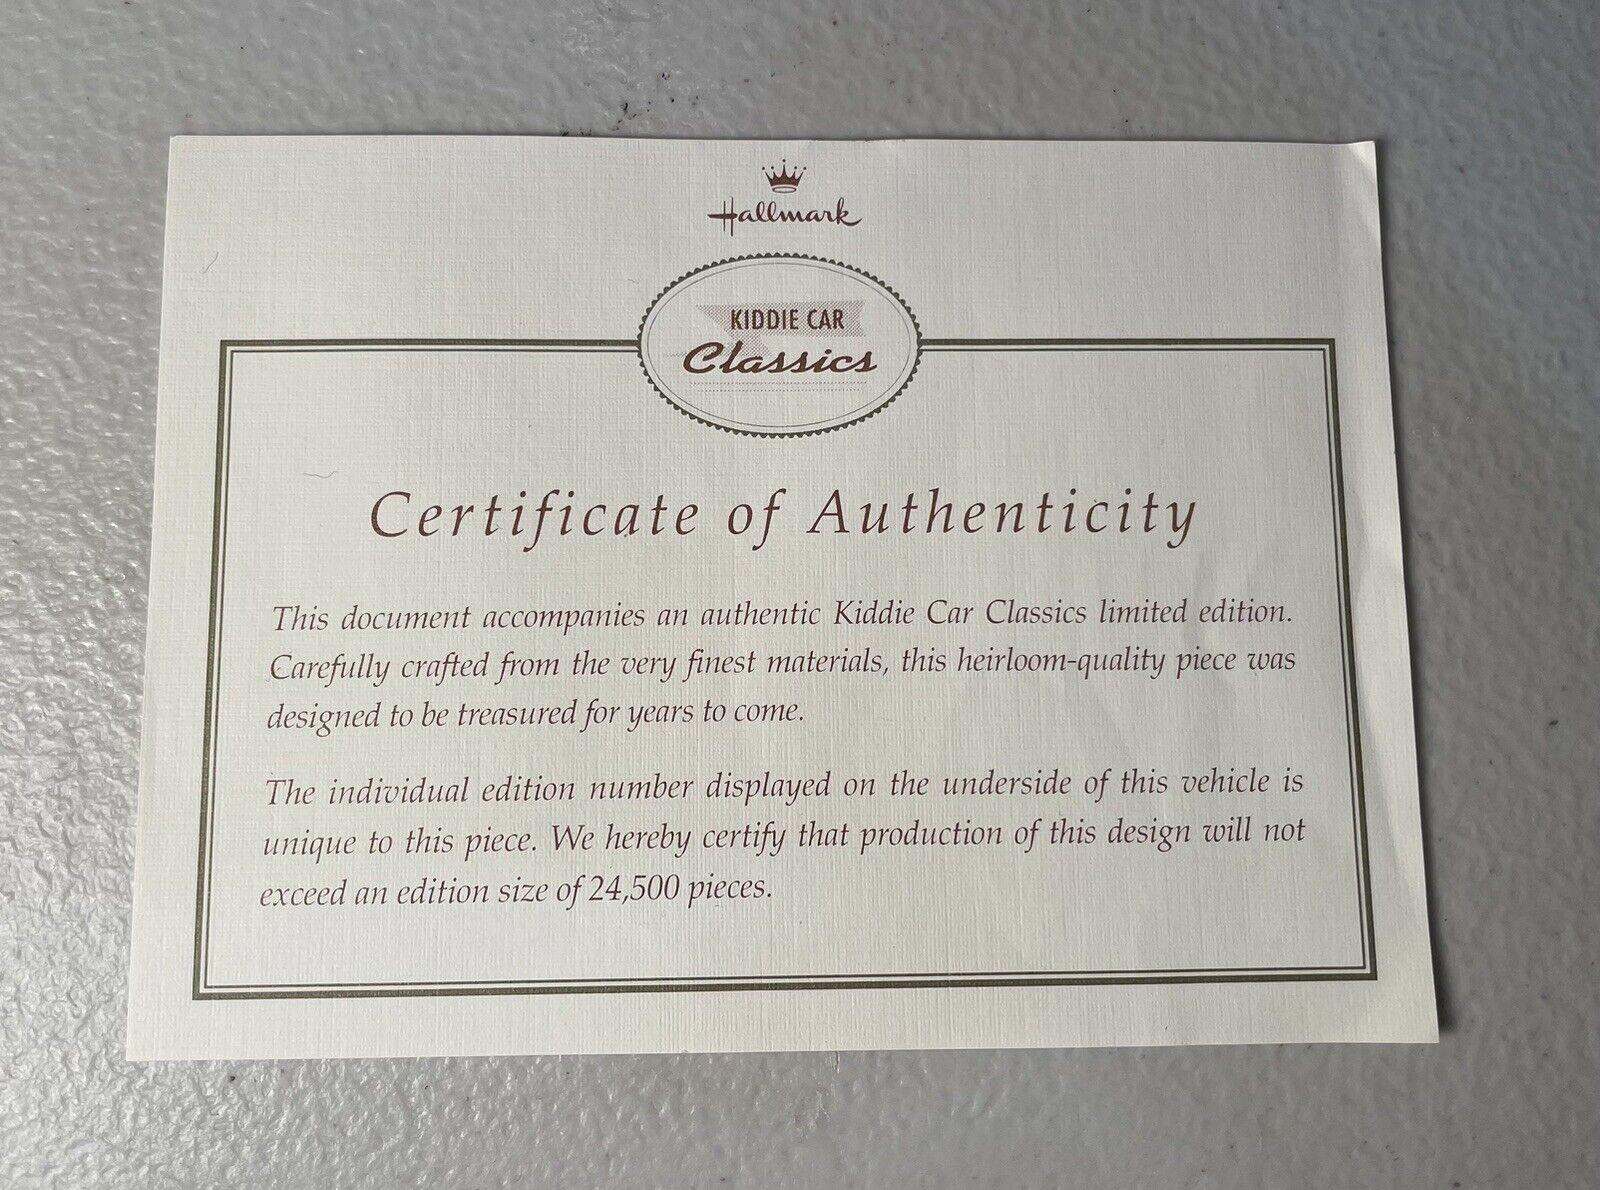 Hallmark
KIDDIE CAR
Classics
Certificate of Authenticity
This document accompanies an authentic Kiddie Car Classics limited edition.
Carefully crafted from the very finest materials, this heirloom-quality piece was
designed to be treasured for years to come.
The individual edition number displayed on the underside of this vehicle is
unique to this piece. We hereby certify that production of this design will not
exceed an edition size of 24,500 pieces.